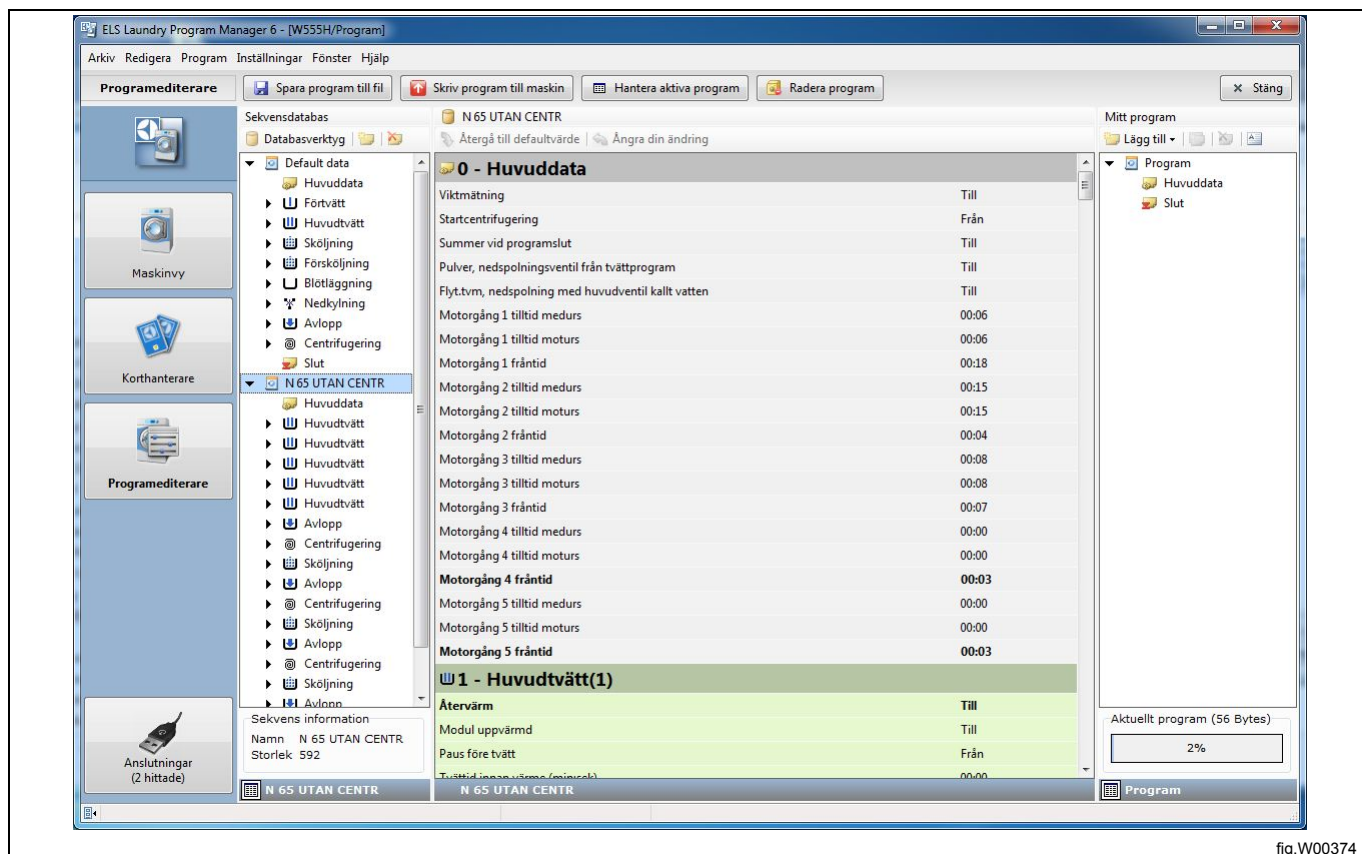 ELS Laundry Program Manager 6 - [W555H/Program]
Arkiv Redigera Program Inställningar Fönster Hjälp
Programediterare
Spara program till fil
Skriv program till maskin
Hantera aktiva program
Radera program
Stäng
Maskinvy
Korthanterare
Programediterare
Anslutningar
(2 hittade)
Sekvensdatabas
Databasverktyg
Default data
Huvuddata
Förtvätt
Huvudtvätt
Sköljning
Försköljning
Blötläggning
Nedkylning
Avlopp
Centrifugering
Slut
N 65 UTAN CENTR
Huvuddata
Huvudtvätt
Huvudtvätt
Huvudtvätt
Huvudtvätt
Huvudtvätt
Avlopp
Centrifugering
Sköljning
Avlopp
Centrifugering
Sköljning
Avlopp
Centrifugering
Sköljning
Avlopp
Sekvens information
Namn N 65 UTAN CENTR
Storlek 592
N 65 UTAN CENTR
N 65 UTAN CENTR
Återgå till defaultvärde
Ångra din ändring
0 - Huvuddata
Viktmätning Till
Startcentrifugering Från
Summer vid programslut Till
Pulver, nedspolningsventil från tvättprogram Till
Flyt.tvm, nedspolning med huvudventil kallt vatten Till
Motorgång 1 tilltid medurs 00:06
Motorgång 1 tilltid moturs 00:06
Motorgång 1 fråntid 00:18
Motorgång 2 tilltid medurs 00:15
Motorgång 2 tilltid moturs 00:15
Motorgång 2 fråntid 00:04
Motorgång 3 tilltid medurs 00:08
Motorgång 3 tilltid moturs 00:08
Motorgång 3 fråntid 00:07
Motorgång 4 tilltid medurs 00:00
Motorgång 4 tilltid moturs 00:00
Motorgång 4 fråntid 00:03
Motorgång 5 tilltid medurs 00:00
Motorgång 5 tilltid moturs 00:00
Motorgång 5 fråntid 00:03
1 - Huvudtvätt(1)
Återvärm Till
Modul uppvärmd Till
Paus före tvätt Från
Tvättid innan värme (min:sek) 00:00
N 65 UTAN CENTR
Mitt program
Lägg till
Program
Huvuddata
Slut
Aktuellt program (56 Bytes)
2%
Program
fig.W00374